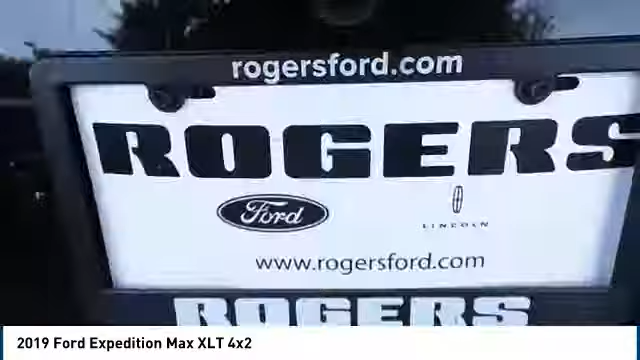 rogersford.com
ROGERS
Ford
LINCOLN
www.rogersford.com
ROGERS
2019 Ford Expedition Max XLT 4x2